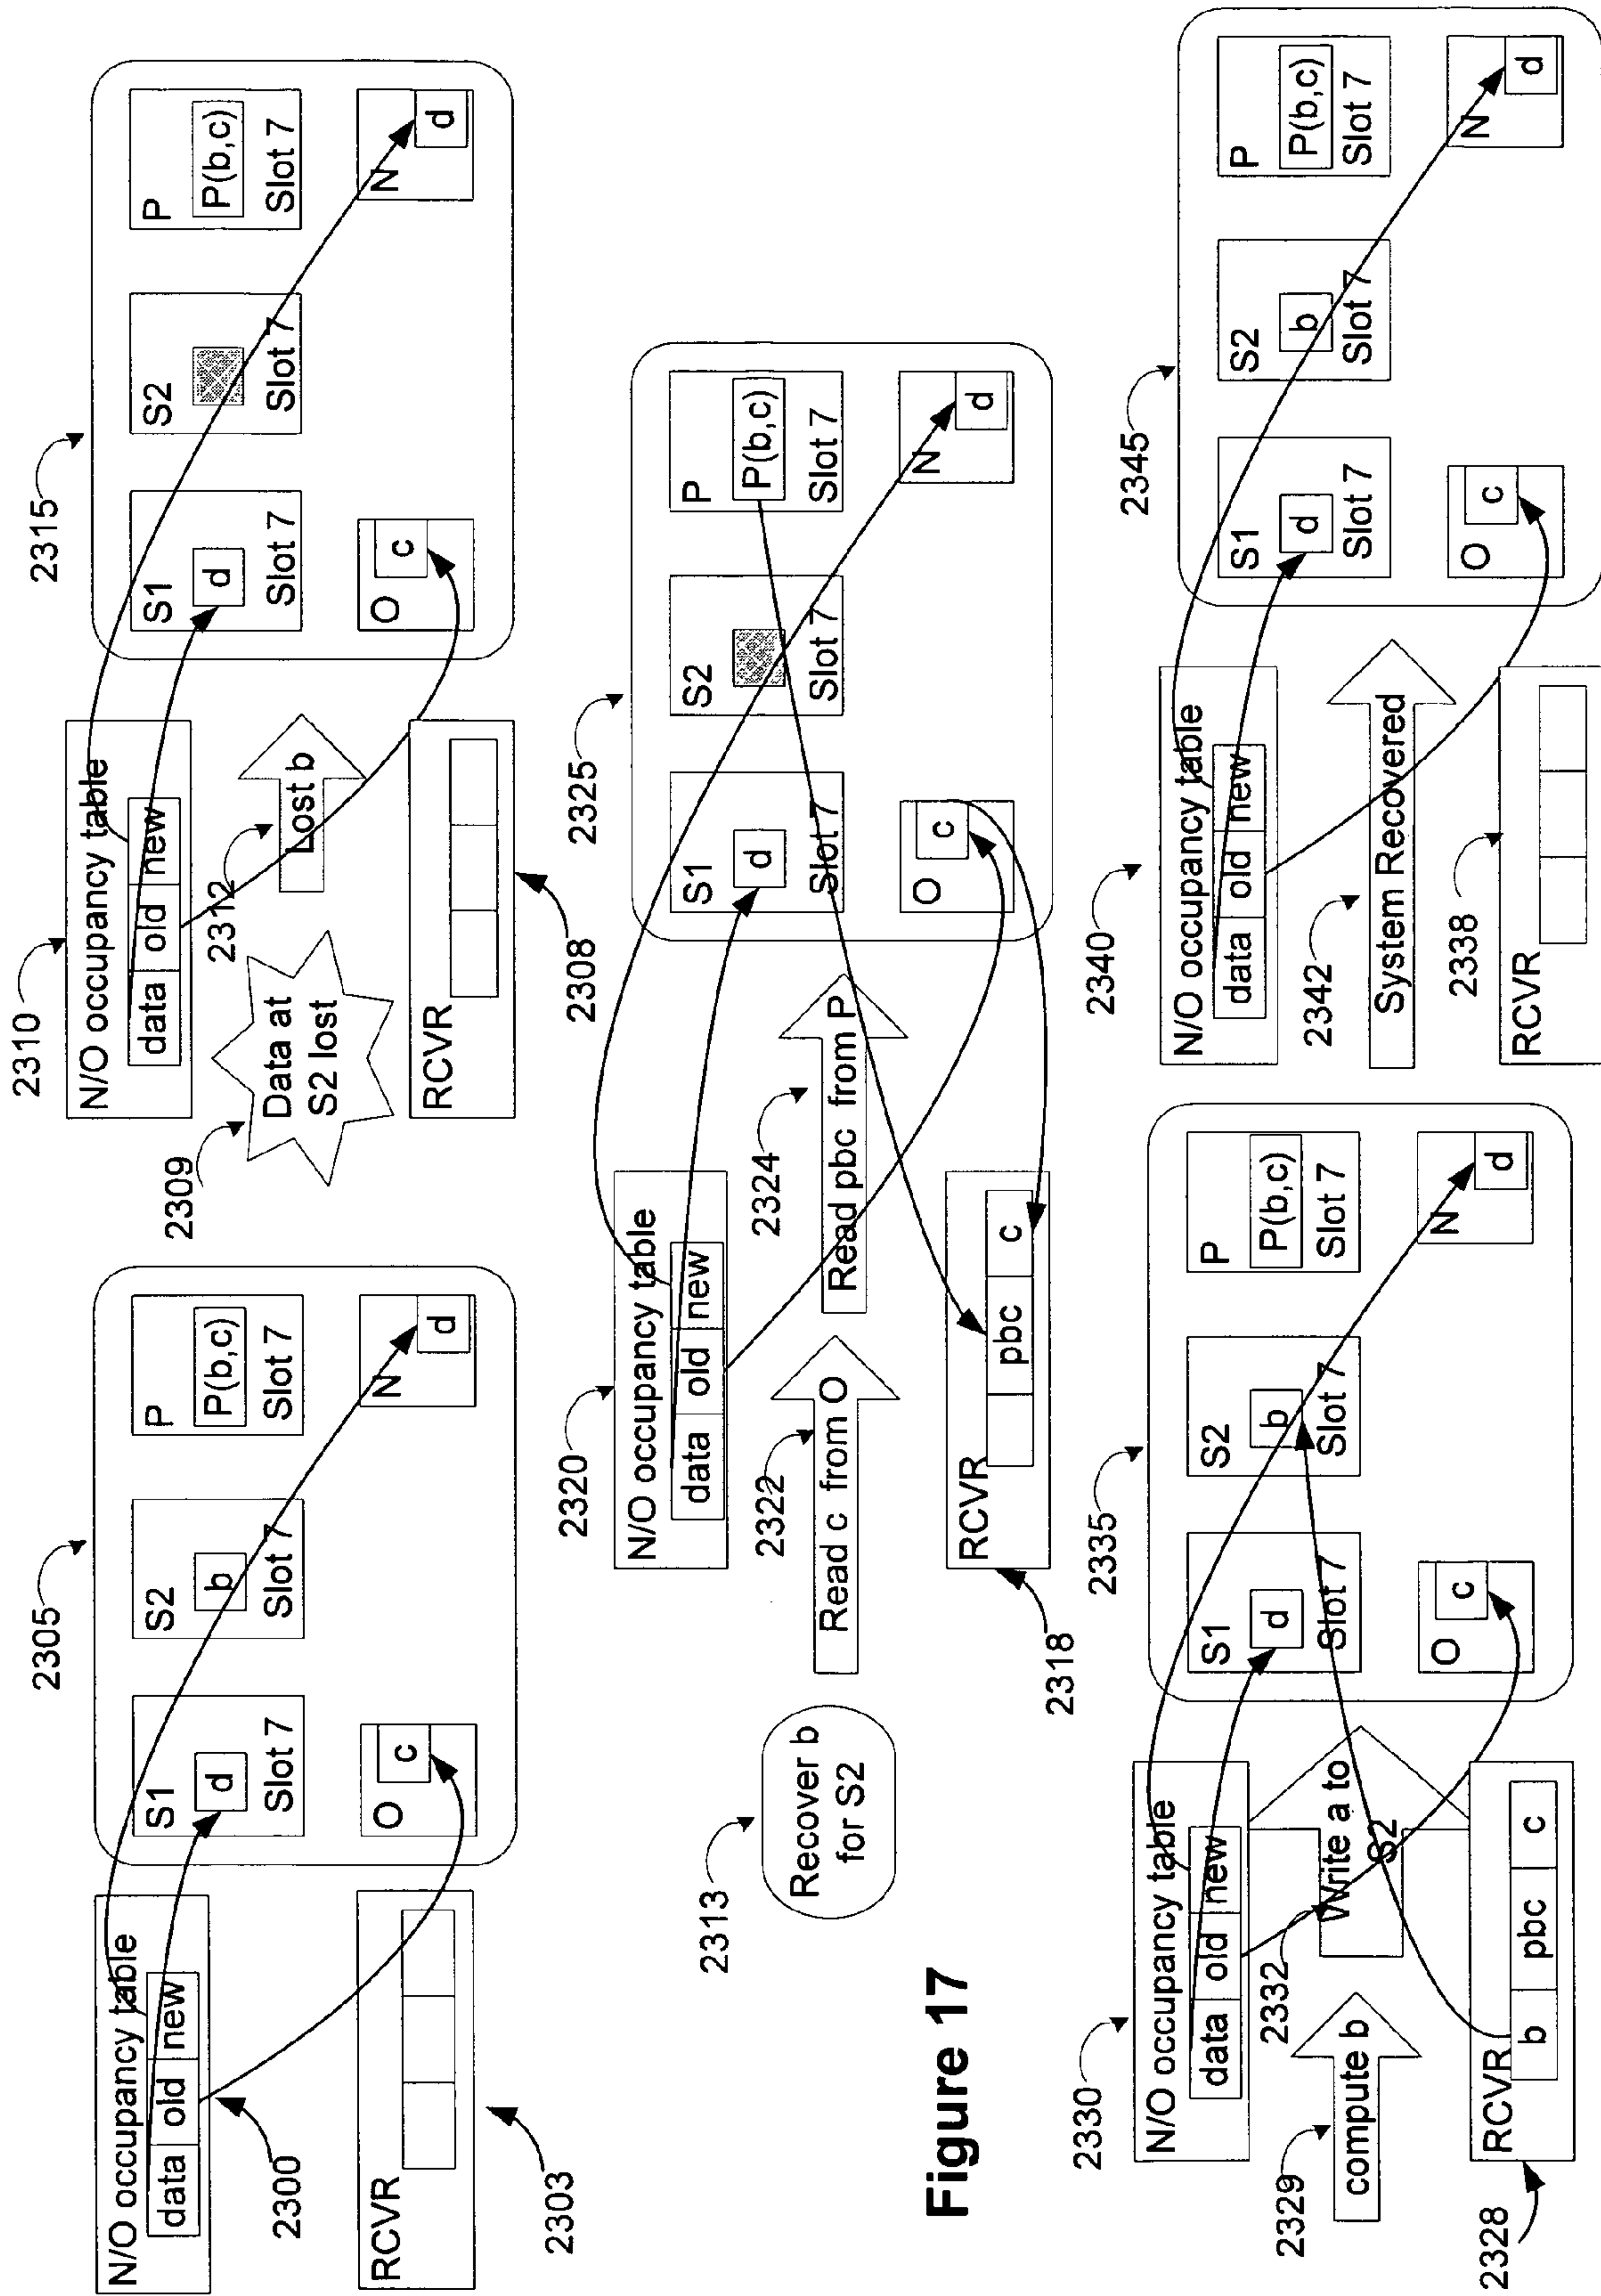 2300
N/O occupancy table
data old new
2303
RCVR
2305
S1
d
Slot 7
S2
b
Slot 7
P
P(b,c)
Slot 7
O
c
N
d
2310
N/O occupancy table
data old new
2309
Data at
S2 lost
2312
Lost b
RCVR
2308
2315
S1
d
Slot 7
S2
Slot 7
P
P(b,c)
Slot 7
O
c
N
d
2313
Recover b
for S2
2320
N/O occupancy table
data old new
2322
Read c from O
2324
Read pbc from P
RCVR
pbc c
2318
2325
S1
d
Slot 7
S2
Slot 7
P
P(b,c)
Slot 7
O
c
N
d
Figure 17
2330
N/O occupancy table
data old new
2329
compute b
2332
Write a to
S2
RCVR
b pbc c
2328
2335
S1
d
Slot 7
S2
b
Slot 7
P
P(b,c)
Slot 7
O
c
N
d
2340
N/O occupancy table
data old new
2342
System Recovered
2338
RCVR
2345
S1
d
Slot 7
S2
b
Slot 7
P
P(b,c)
Slot 7
O
c
N
d